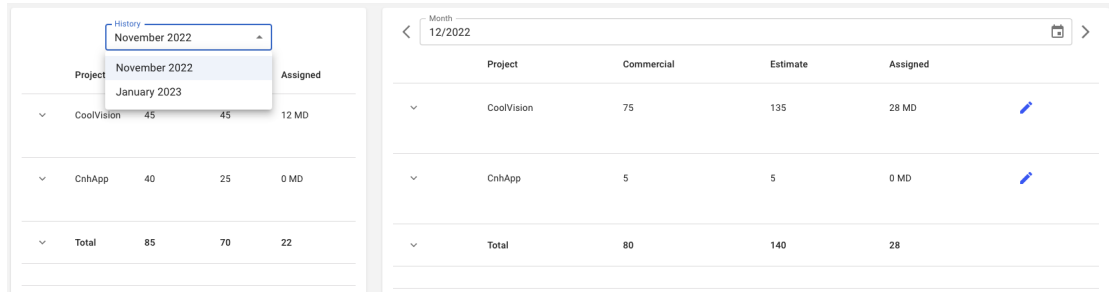 History
November 2022
November 2022
January 2023
Project Assigned
CoolVision 45 45 12 MD
CnhApp 40 25 0 MD
Total 85 70 22
Month
12/2022
Project Commercial Estimate Assigned
CoolVision 75 135 28 MD
CnhApp 5 5 0 MD
Total 80 140 28